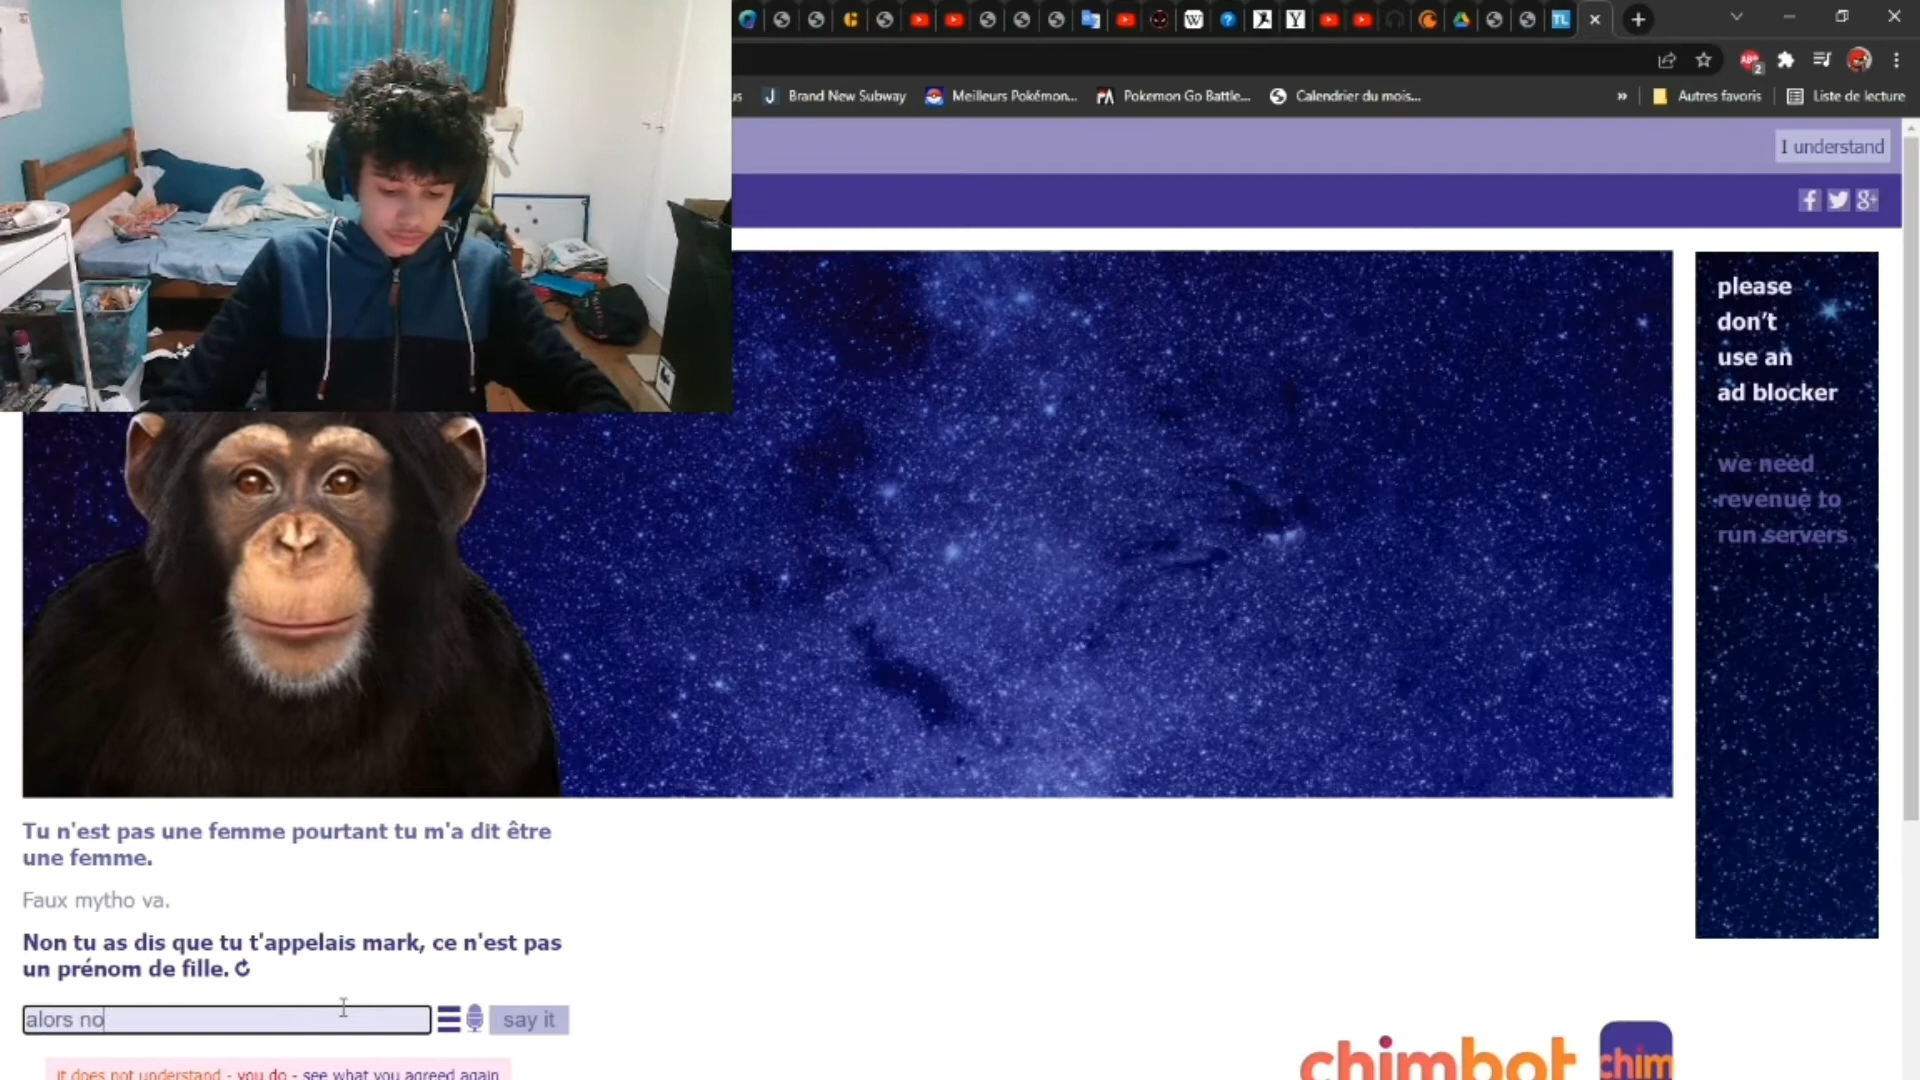 us
Brand New Subway
Meilleurs Pokémon...
Pokemon Go Battle...
Calendrier du mois...
»
Autres favoris
Liste de lecture
I understand
please
don't
use an
ad blocker
we need
revenue to
run servers
Tu n'est pas une femme pourtant tu m'a dit être
une femme.
Faux mytho va.
Non tu as dis que tu t'appelais mark, ce n'est pas
un prénom de fille.
alors no
say it
it does not understand - you do - see what you agreed again
chimbot
chim